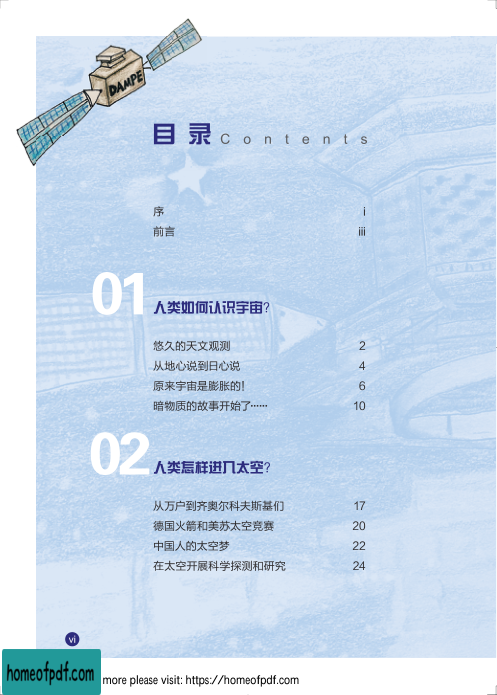 DAMPE
目录 Contents
序 i
前言 iii
01 人类如何认识宇宙?
悠久的天文观测 2
从地心说到日心说 4
原来宇宙是膨胀的! 6
暗物质的故事开始了…… 10
02 人类怎样进入太空?
从万户到齐奥尔科夫斯基们 17
德国火箭和美苏太空竞赛 20
中国人的太空梦 22
在太空开展科学探测和研究 24
vi
homeofpdf.com more please visit: https://homeofpdf.com